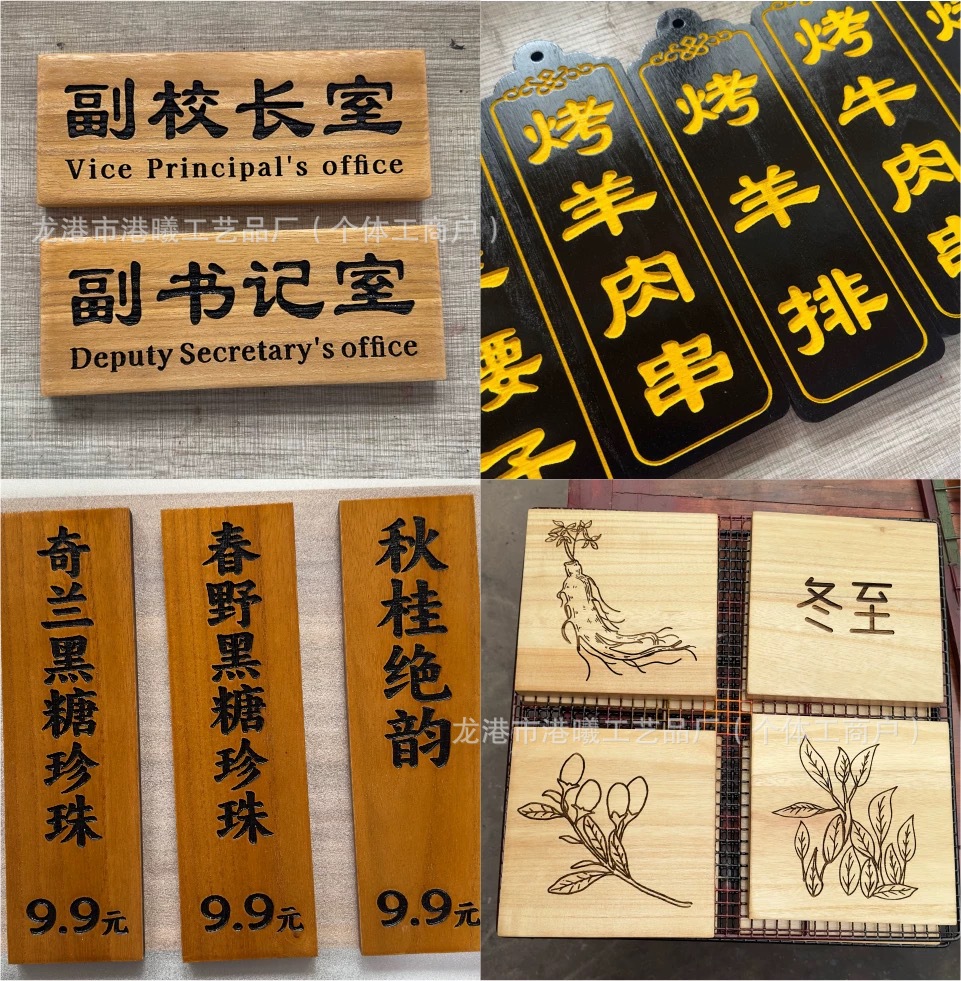 副校长室
Vice Principal's office
龙港市港曦工艺品厂(个体工商户)
副书记室
Deputy Secretary's office
腰子
烤羊肉串
烤羊排
烤牛肉串
烤
奇兰黑糖珍珠
9.9元
春野黑糖珍珠
9.9元
秋桂绝韵
9.9元
冬至
龙港市港曦工艺品厂(个体工商户)